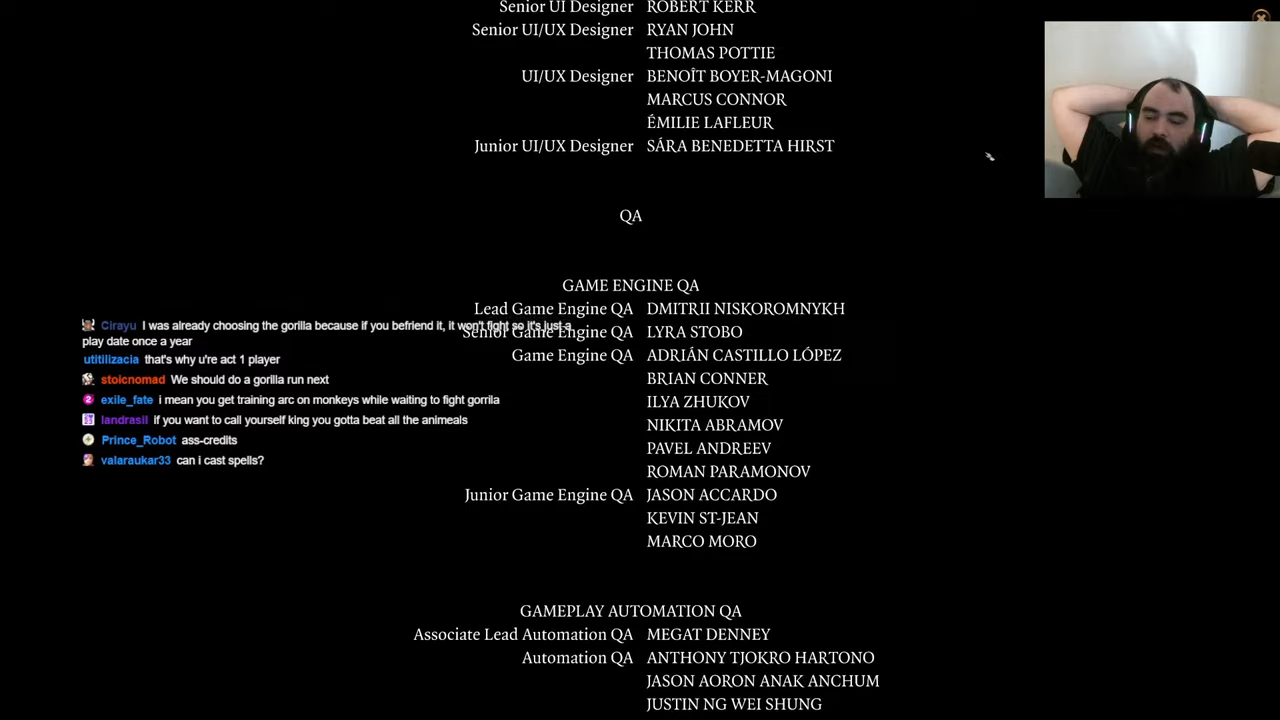 Senior UI Designer ROBERT KERR
Senior UI/UX Designer RYAN JOHN
THOMAS POTTIE
UI/UX Designer BENOÎT BOYER-MAGONI
MARCUS CONNOR
ÉMILIE LAFLEUR
Junior UI/UX Designer SÁRA BENEDETTA HIRST
QA
GAME ENGINE QA
Lead Game Engine QA DMITRII NISKOROMNYKH
Senior Game Engine QA LYRA STOBO
Game Engine QA ADRIÁN CASTILLO LÓPEZ
BRIAN CONNER
ILYA ZHUKOV
NIKITA ABRAMOV
PAVEL ANDREEV
ROMAN PARAMONOV
Junior Game Engine QA JASON ACCARDO
KEVIN ST-JEAN
MARCO MORO
GAMEPLAY AUTOMATION QA
Associate Lead Automation QA MEGAT DENNEY
Automation QA ANTHONY TJOKRO HARTONO
JASON AORON ANAK ANCHUM
JUSTIN NG WEI SHUNG
Cirayu I was already choosing the gorilla because if you befriend it, it won't fight so it's just a
play date once a year
utitilizacia that's why u're act 1 player
stoicnomad We should do a gorilla run next
2 exile_fate i mean you get training arc on monkeys while waiting to fight gorrila
landrasil if you want to call yourself king you gotta beat all the animeals
Prince_Robot ass-credits
valaraukar33 can i cast spells?